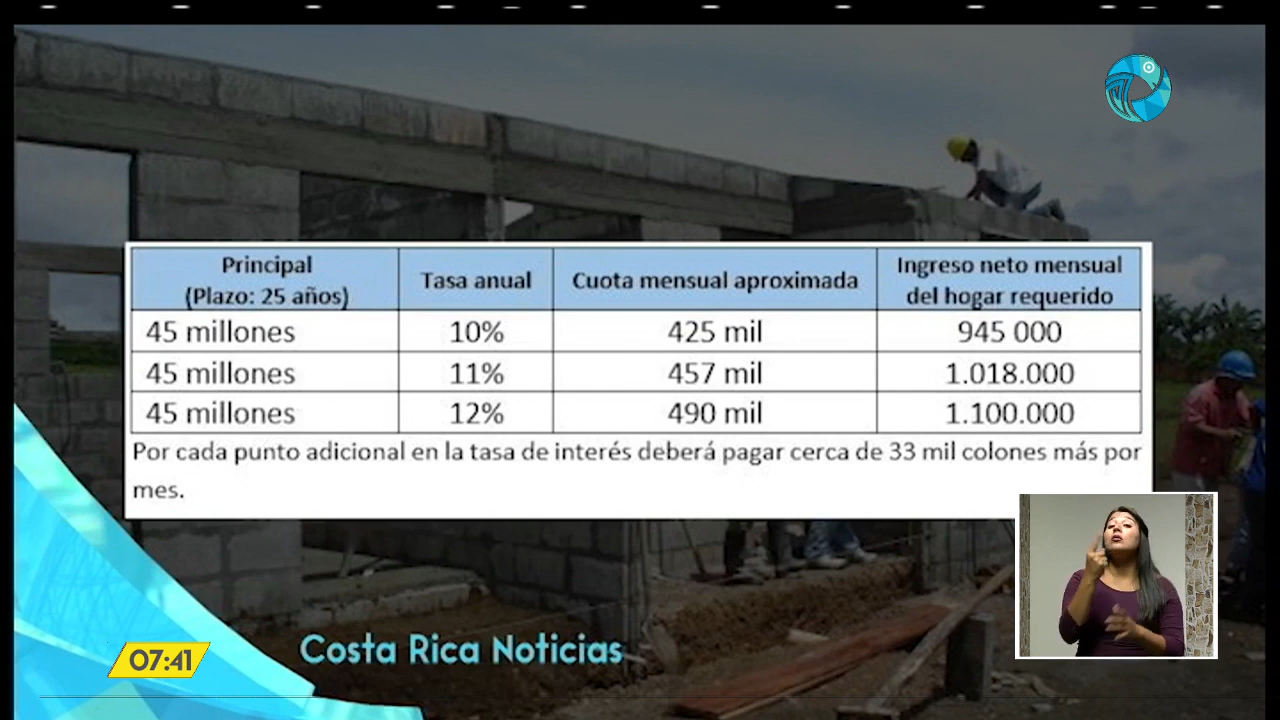 Principal
(Plazo: 25 años)
Tasa anual
Cuota mensual aproximada
Ingreso neto mensual
del hogar requerido
45 millones 10% 425 mil 945 000
45 millones 11% 457 mil 1.018.000
45 millones 12% 490 mil 1.100.000
Por cada punto adicional en la tasa de interés deberá pagar cerca de 33 mil colones más por
mes.
07:41
Costa Rica Noticias